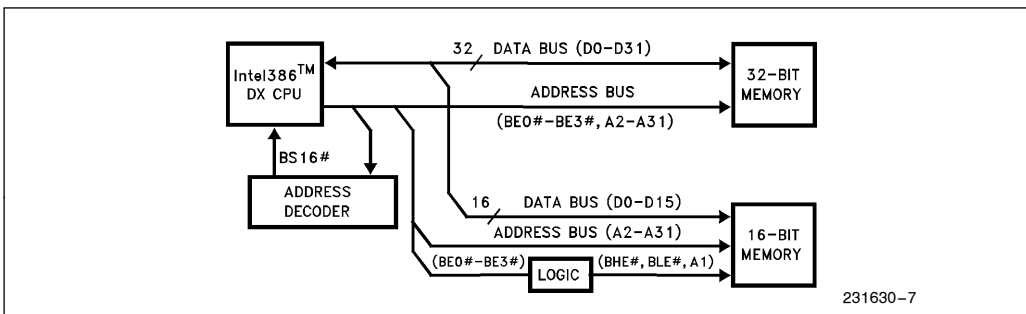 Intel386™
DX CPU
32 DATA BUS (D0-D31)
32-BIT
MEMORY
ADDRESS BUS
(BE0#-BE3#, A2-A31)
BS16#
ADDRESS
DECODER
16 DATA BUS (D0-D15)
ADDRESS BUS (A2-A31)
16-BIT
MEMORY
(BE0#-BE3#)
LOGIC
(BHE#, BLE#, A1)
231630-7